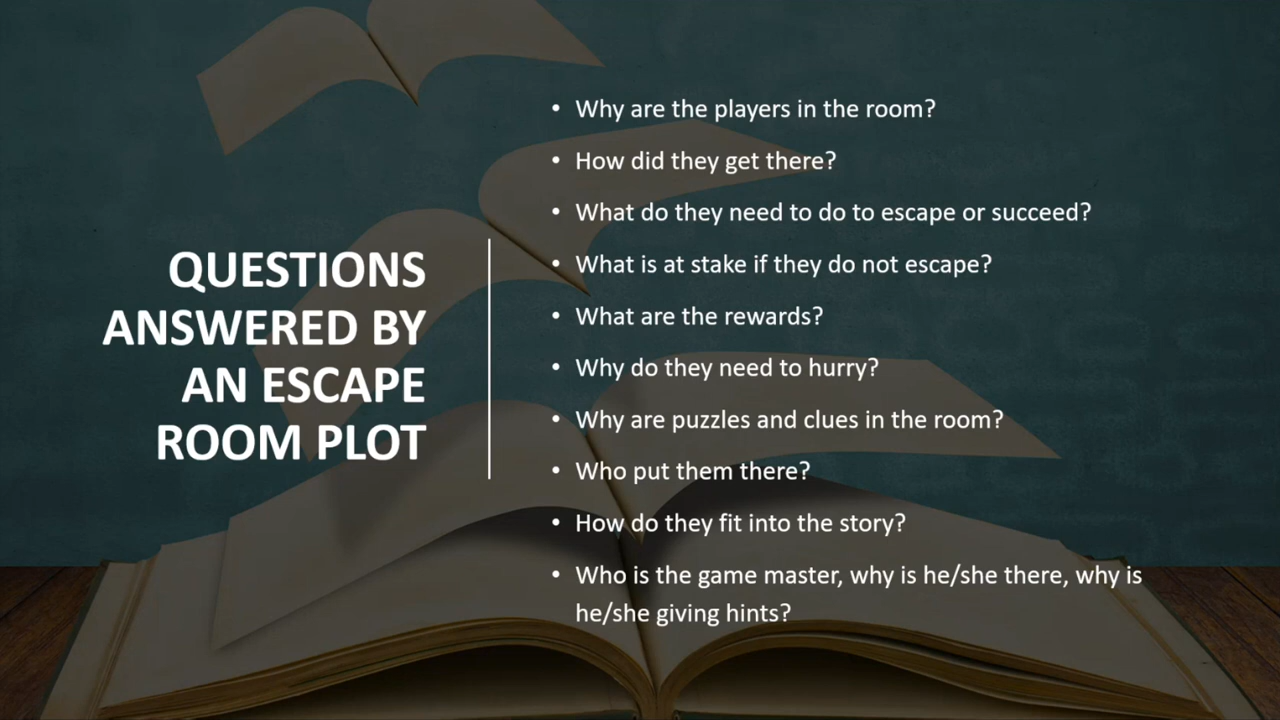 QUESTIONS
ANSWERED BY
AN ESCAPE
ROOM PLOT
• Why are the players in the room?
• How did they get there?
• What do they need to do to escape or succeed?
• What is at stake if they do not escape?
• What are the rewards?
• Why do they need to hurry?
• Why are puzzles and clues in the room?
• Who put them there?
• How do they fit into the story?
• Who is the game master, why is he/she there, why is
he/she giving hints?